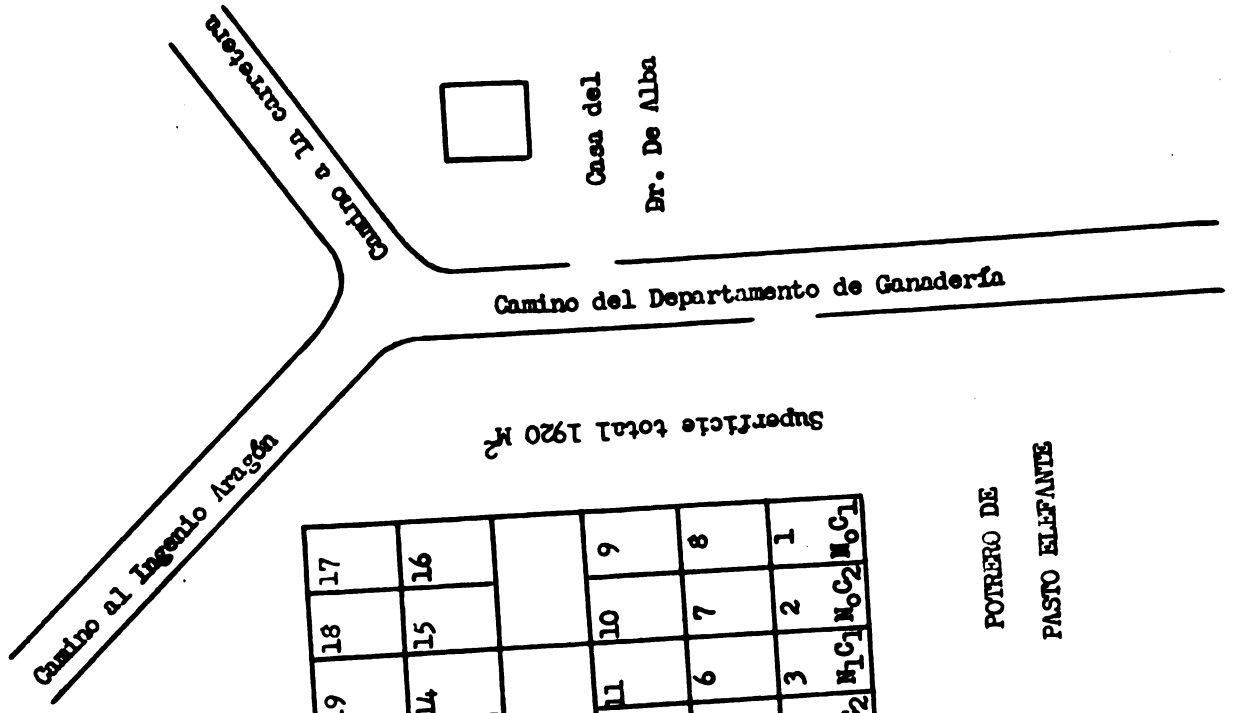 Camino a la carretera
Casa del
Dr. De Alba
Camino del Departamento de Ganadería
Camino al Ingenio Aragón
Superficie total 1920 M²
17 16 9 8 1 N₀C₁
18 15 10 7 2 N₀C₂
14 11 6 3 N₁C₁
POTRERO DE
PASTO ELEFANTE